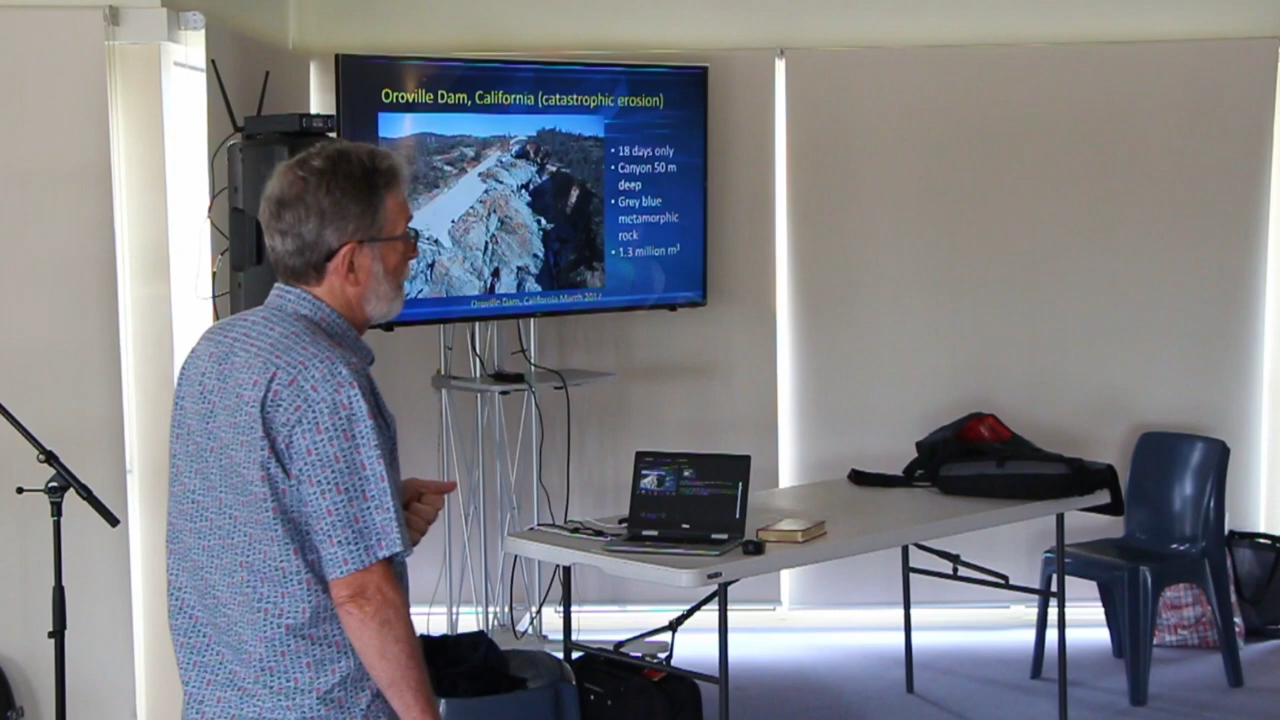 Oroville Dam, California (catastrophic erosion)
• 18 days only
• Canyon 50 m
deep
• Grey blue
metamorphic
rock
• 1.3 million m³
Oroville Dam, California March 2017